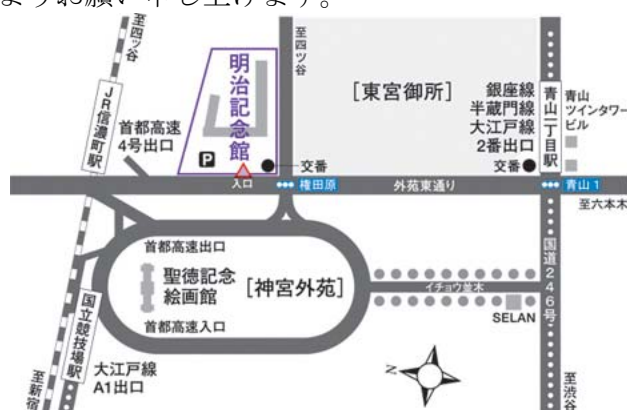 ようお願い申し上げます。
至四ツ谷
至四ツ谷
明治記念館
[東宮御所]
銀座線
半蔵門線
大江戸線
2番出口
交番
青山一丁目駅
青山
ツインタワー
ビル
JR信濃町駅
首都高速
4号出口
P
交番
入口
権田原
外苑東通り
青山1
至六本木
首都高速出口
聖徳記念
絵画館
[神宮外苑]
首都高速入口
イチョウ並木
SELAN
国道246号
国立競技場駅
大江戸線
A1出口
N
至新宿
至渋谷